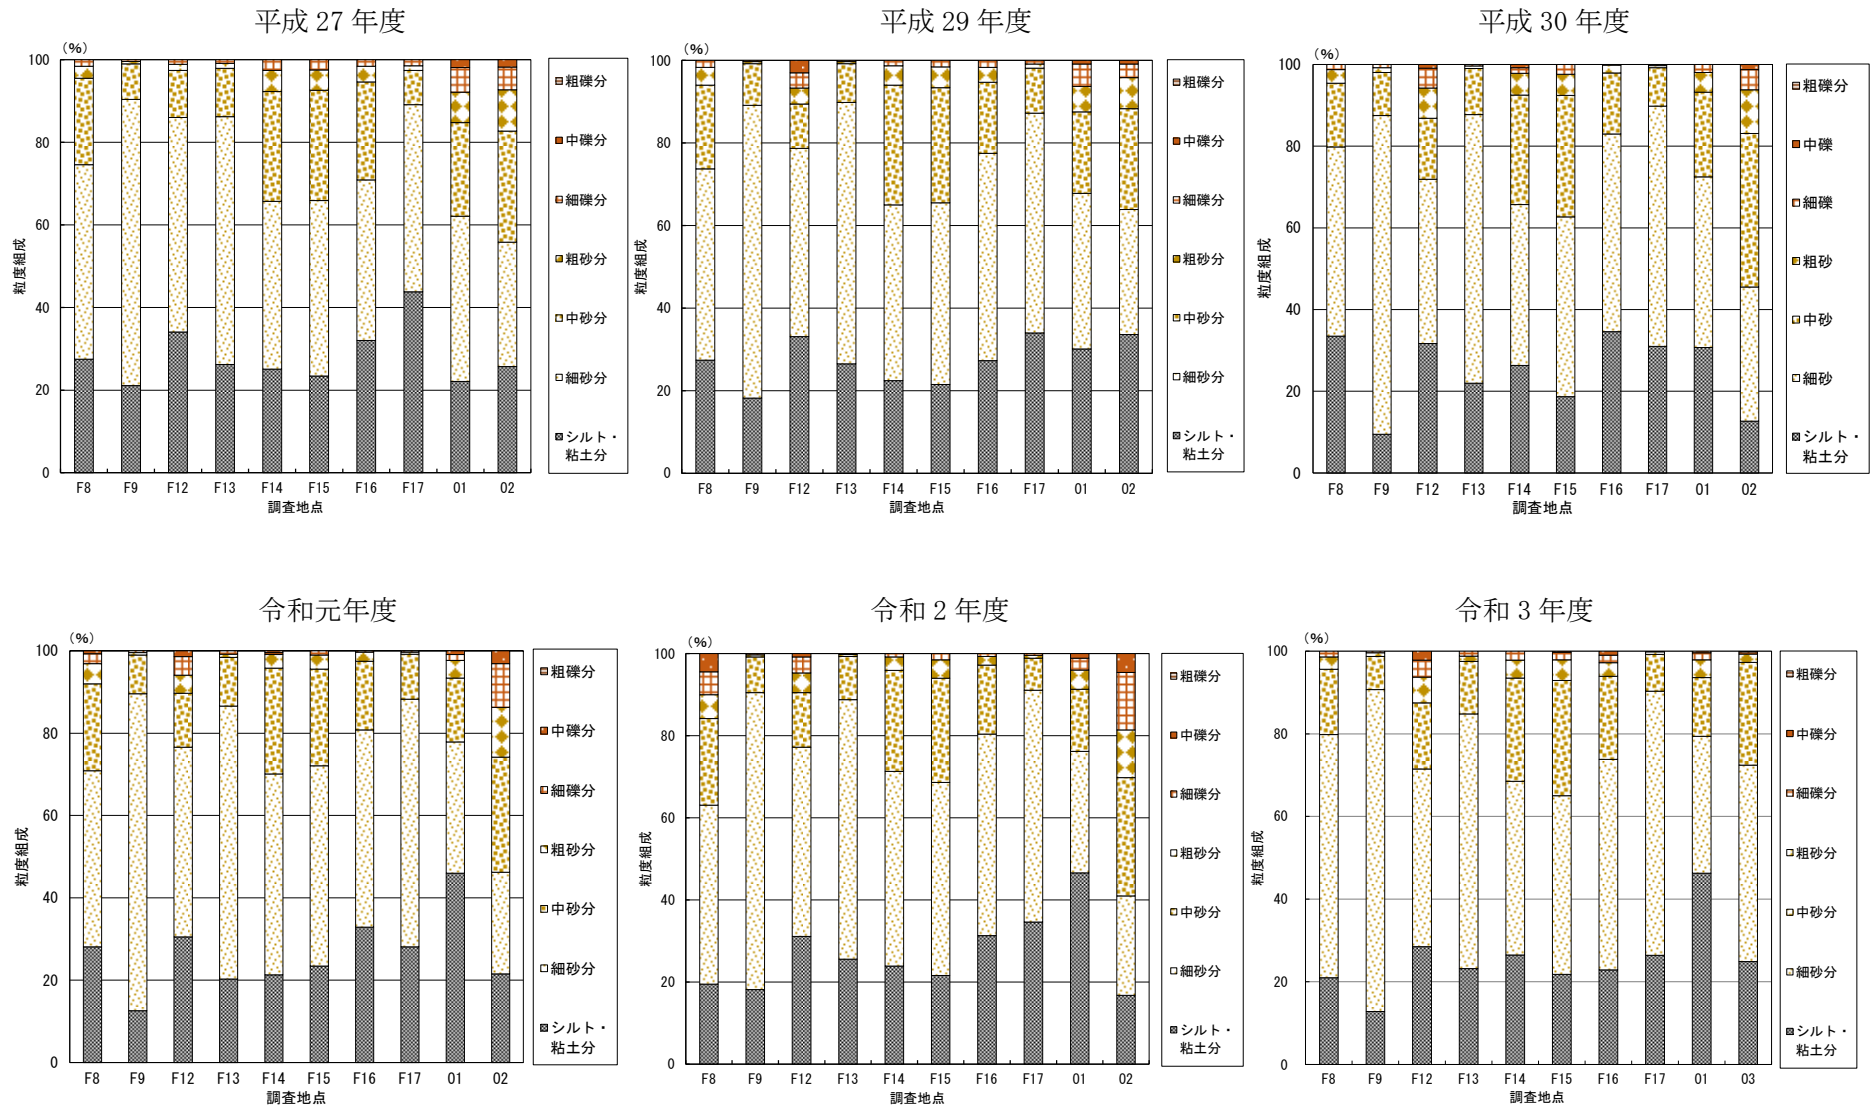 平成 27 年度
(%)
100
80
60
40
20
0
粒度組成
F8 F9 F12 F13 F14 F15 F16 F17 01 02
調査地点
粗礫分
中礫分
細礫分
粗砂分
中砂分
細砂分
シルト・
粘土分
平成 29 年度
(%)
100
80
60
40
20
0
粒度組成
F8 F9 F12 F13 F14 F15 F16 F17 01 02
調査地点
粗礫分
中礫分
細礫分
粗砂分
中砂分
細砂分
シルト・
粘土分
平成 30 年度
(%)
100
80
60
40
20
0
粒度組成
F8 F9 F12 F13 F14 F15 F16 F17 01 02
調査地点
粗礫分
中礫
細礫
粗砂
中砂
細砂
シルト・
粘土分
令和元年度
(%)
100
80
60
40
20
0
粒度組成
F8 F9 F12 F13 F14 F15 F16 F17 01 02
調査地点
粗礫分
中礫分
細礫分
粗砂分
中砂分
細砂分
シルト・
粘土分
令和 2 年度
(%)
100
80
60
40
20
0
粒度組成
F8 F9 F12 F13 F14 F15 F16 F17 01 02
調査地点
粗礫分
中礫分
細礫分
粗砂分
中砂分
細砂分
シルト・
粘土分
令和 3 年度
(%)
100
80
60
40
20
0
粒度組成
F8 F9 F12 F13 F14 F15 F16 F17 01 03
調査地点
粗礫分
中礫分
細礫分
粗砂分
中砂分
細砂分
シルト・
粘土分